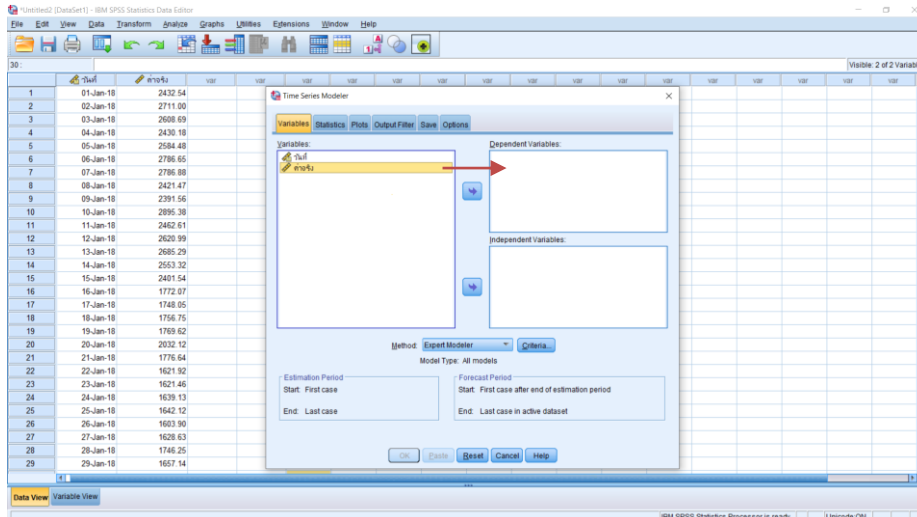 *Untitled2 [DataSet1] - IBM SPSS Statistics Data Editor
File Edit View Data Transform Analyze Graphs Utilities Extensions Window Help
30 :
Visible: 2 of 2 Variabl
วันที่ ค่าจริง var var var var var var var var var var var var var var var var
1 01-Jan-18 2432.54
2 02-Jan-18 2711.00
3 03-Jan-18 2608.69
4 04-Jan-18 2430.18
5 05-Jan-18 2584.48
6 06-Jan-18 2786.65
7 07-Jan-18 2786.88
8 08-Jan-18 2421.47
9 09-Jan-18 2391.56
10 10-Jan-18 2895.38
11 11-Jan-18 2462.61
12 12-Jan-18 2620.99
13 13-Jan-18 2685.29
14 14-Jan-18 2553.32
15 15-Jan-18 2401.54
16 16-Jan-18 1772.07
17 17-Jan-18 1748.05
18 18-Jan-18 1756.75
19 19-Jan-18 1769.62
20 20-Jan-18 2032.12
21 21-Jan-18 1776.64
22 22-Jan-18 1621.92
23 23-Jan-18 1621.46
24 24-Jan-18 1639.13
25 25-Jan-18 1642.12
26 26-Jan-18 1603.90
27 27-Jan-18 1628.63
28 28-Jan-18 1746.25
29 29-Jan-18 1657.14
Time Series Modeler
Variables Statistics Plots Output Filter Save Options
Variables:
วันที่
ค่าจริง
Dependent Variables:
Independent Variables:
Method: Expert Modeler Criteria...
Model Type: All models
Estimation Period
Start: First case
End: Last case
Forecast Period
Start: First case after end of estimation period
End: Last case in active dataset
OK Paste Reset Cancel Help
Data View Variable View
IBM SPSS Statistics Processor is ready
Unicode:ON